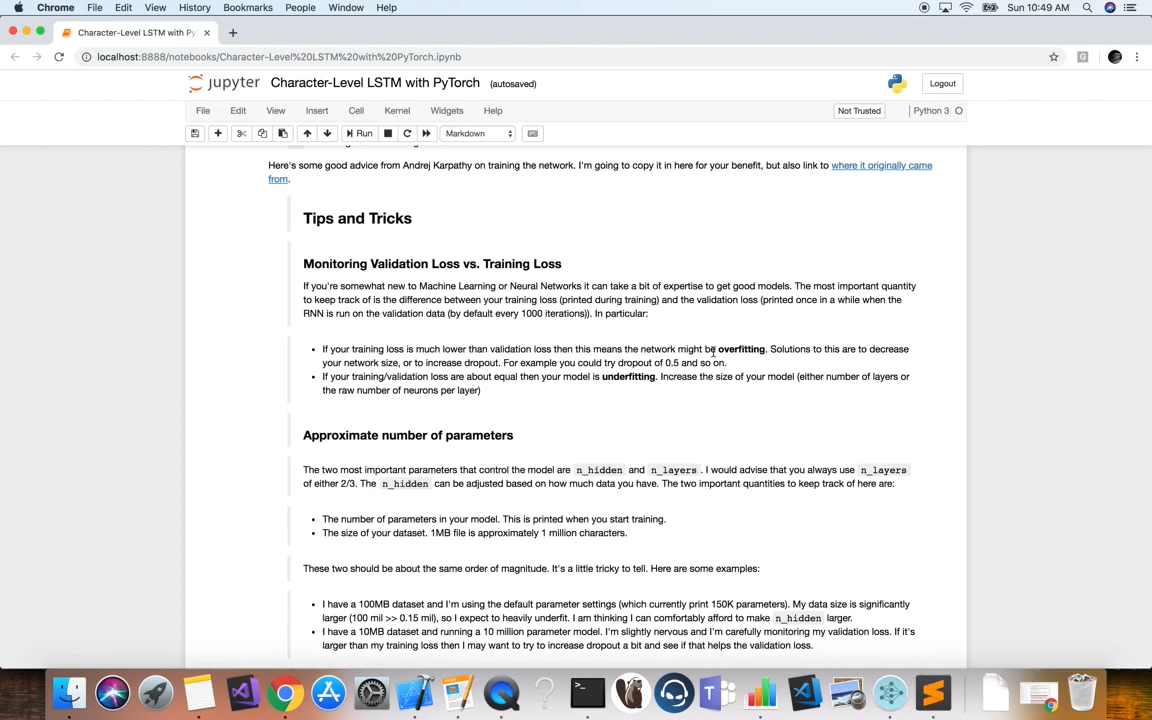 Chrome File Edit View History Bookmarks People Window Help Sun 10:49 AM
Character-Level LSTM with Py
localhost:8888/notebooks/Character-Level%20LSTM%20with%20PyTorch.ipynb
jupyter Character-Level LSTM with PyTorch (autosaved) Logout
File Edit View Insert Cell Kernel Widgets Help Not Trusted Python 3
Run Markdown
Here's some good advice from Andrej Karpathy on training the network. I'm going to copy it in here for your benefit, but also link to where it originally came
from.
Tips and Tricks
Monitoring Validation Loss vs. Training Loss
If you're somewhat new to Machine Learning or Neural Networks it can take a bit of expertise to get good models. The most important quantity
to keep track of is the difference between your training loss (printed during training) and the validation loss (printed once in a while when the
RNN is run on the validation data (by default every 1000 iterations)). In particular:
• If your training loss is much lower than validation loss then this means the network might be overfitting. Solutions to this are to decrease
your network size, or to increase dropout. For example you could try dropout of 0.5 and so on.
• If your training/validation loss are about equal then your model is underfitting. Increase the size of your model (either number of layers or
the raw number of neurons per layer)
Approximate number of parameters
The two most important parameters that control the model are n_hidden and n_layers . I would advise that you always use n_layers
of either 2/3. The n_hidden can be adjusted based on how much data you have. The two important quantities to keep track of here are:
• The number of parameters in your model. This is printed when you start training.
• The size of your dataset. 1MB file is approximately 1 million characters.
These two should be about the same order of magnitude. It's a little tricky to tell. Here are some examples:
• I have a 100MB dataset and I'm using the default parameter settings (which currently print 150K parameters). My data size is significantly
larger (100 mil >> 0.15 mil), so I expect to heavily underfit. I am thinking I can comfortably afford to make n_hidden larger.
• I have a 10MB dataset and running a 10 million parameter model. I'm slightly nervous and I'm carefully monitoring my validation loss. If it's
larger than my training loss then I may want to try to increase dropout a bit and see if that helps the validation loss.